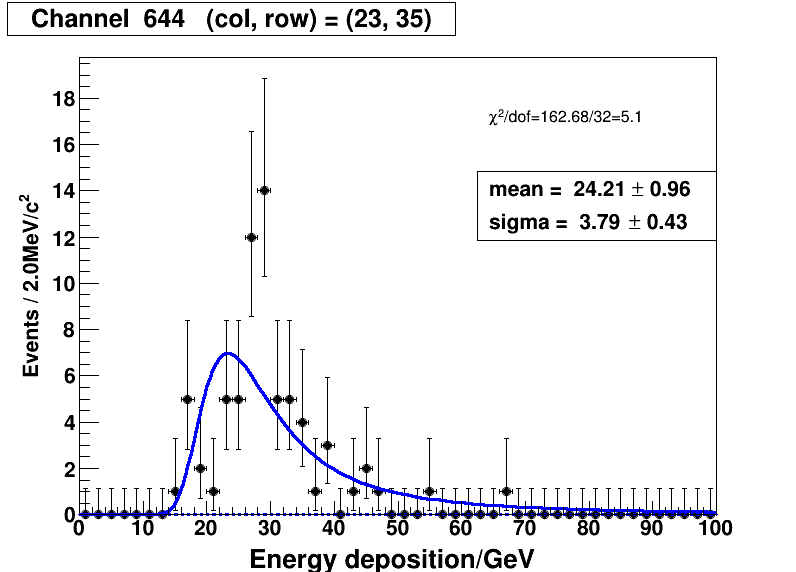 Channel 644 (col, row) = (23, 35)
χ²/dof=162.68/32=5.1
mean = 24.21 ± 0.96
sigma = 3.79 ± 0.43
Events / 2.0MeV/c²
18
16
14
12
10
8
6
4
2
0
0 10 20 30 40 50 60 70 80 90 100
Energy deposition/GeV